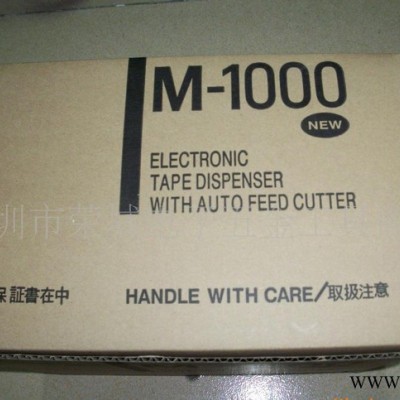 M-1000
NEW
ELECTRONIC
TAPE DISPENSER
WITH AUTO FEED CUTTER
保証書在中
HANDLE WITH CARE/取扱注意
www.